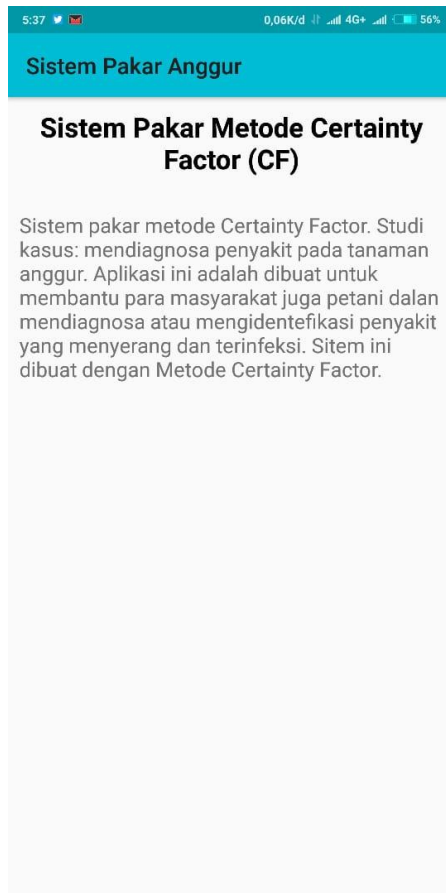 5:37 0,06K/d 4G+ 56%
Sistem Pakar Anggur
Sistem Pakar Metode Certainty
Factor (CF)
Sistem pakar metode Certainty Factor. Studi
kasus: mendiagnosa penyakit pada tanaman
anggur. Aplikasi ini adalah dibuat untuk
membantu para masyarakat juga petani dalan
mendiagnosa atau mengidentefikasi penyakit
yang menyerang dan terinfeksi. Sitem ini
dibuat dengan Metode Certainty Factor.